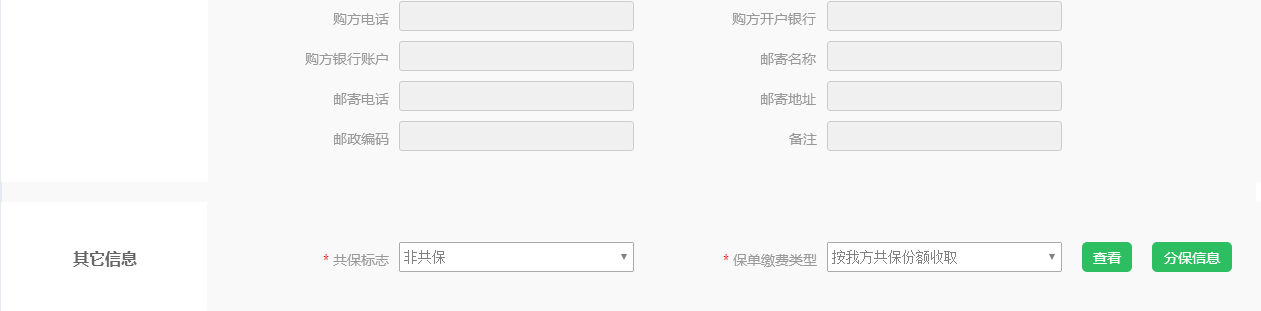 购方电话 购方开户银行
购方银行账户 邮寄名称
邮寄电话 邮寄地址
邮政编码 备注
其它信息 * 共保标志 非共保 * 保单缴费类型 按我方共保份额收取 查看 分保信息